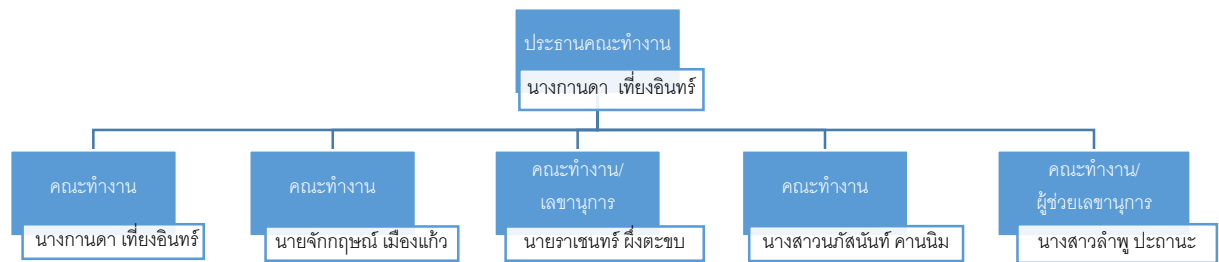 ประธานคณะทำงาน
นางกานดา เที่ยงอินทร์
คณะทำงาน
นางกานดา เที่ยงอินทร์
คณะทำงาน
นายจักกฤษณ์ เมืองแก้ว
คณะทำงาน/
เลขานุการ
นายราเชนทร์ ผึ่งตะขบ
คณะทำงาน
นางสาวนภัสนันท์ คานนิม
คณะทำงาน/
ผู้ช่วยเลขานุการ
นางสาวลำพู ปะถานะ